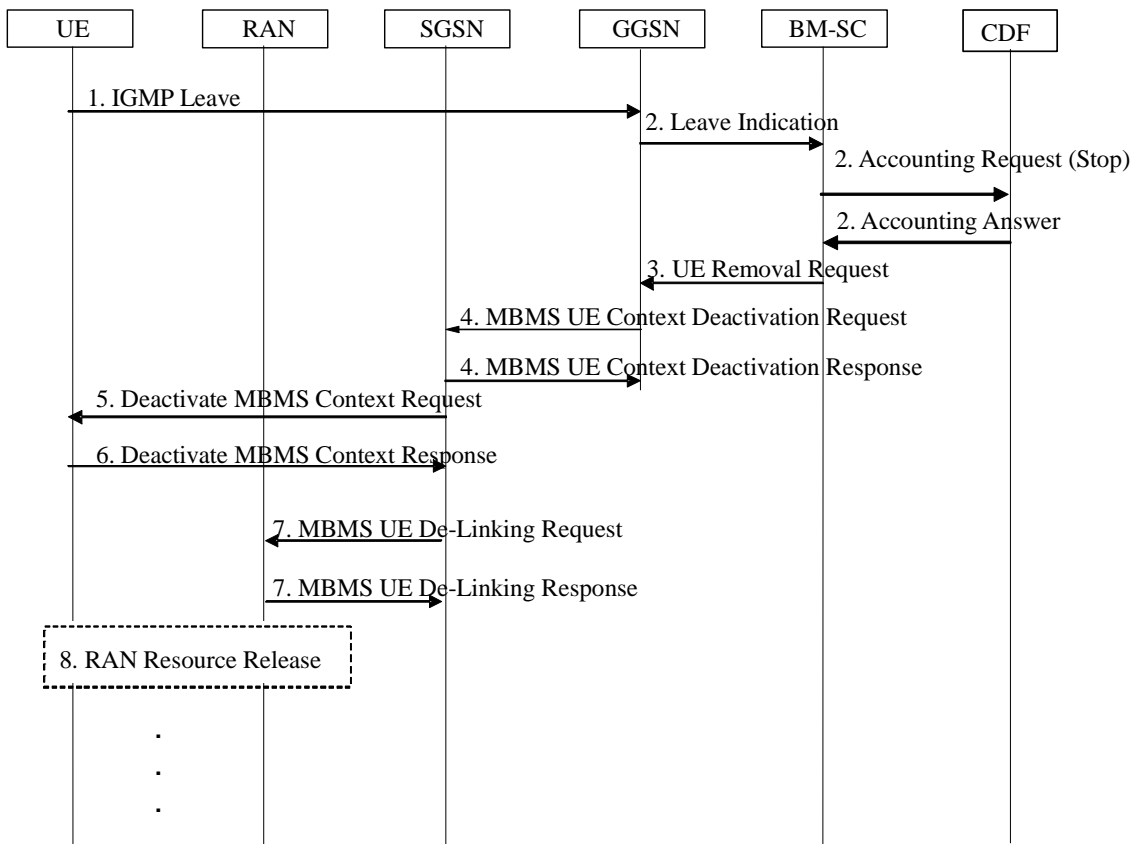 UE
RAN
SGSN
GGSN
BM-SC
CDF
1. IGMP Leave
2. Leave Indication
2. Accounting Request (Stop)
2. Accounting Answer
3. UE Removal Request
4. MBMS UE Context Deactivation Request
4. MBMS UE Context Deactivation Response
5. Deactivate MBMS Context Request
6. Deactivate MBMS Context Response
7. MBMS UE De-Linking Request
7. MBMS UE De-Linking Response
8. RAN Resource Release
.
.
.